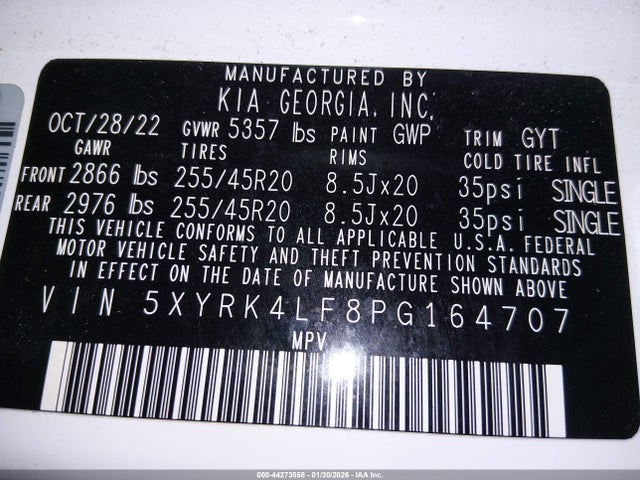 MANUFACTURED BY
KIA GEORGIA, INC.
OCT/28/22 GVWR 5357 lbs PAINT GWP TRIM GYT
GAWR TIRES RIMS COLD TIRE INFL
FRONT 2866 lbs 255/45R20 8.5Jx20 35psi SINGLE
REAR 2976 lbs 255/45R20 8.5Jx20 35psi SINGLE
THIS VEHICLE CONFORMS TO ALL APPLICABLE U.S.A. FEDERAL
MOTOR VEHICLE SAFETY AND THEFT PREVENTION STANDARDS
IN EFFECT ON THE DATE OF MANUFACTURE SHOWN ABOVE.
VIN 5XYRK4LF8PG164707
MPV
000-44273558 - 01/30/2026 - IAA Inc.